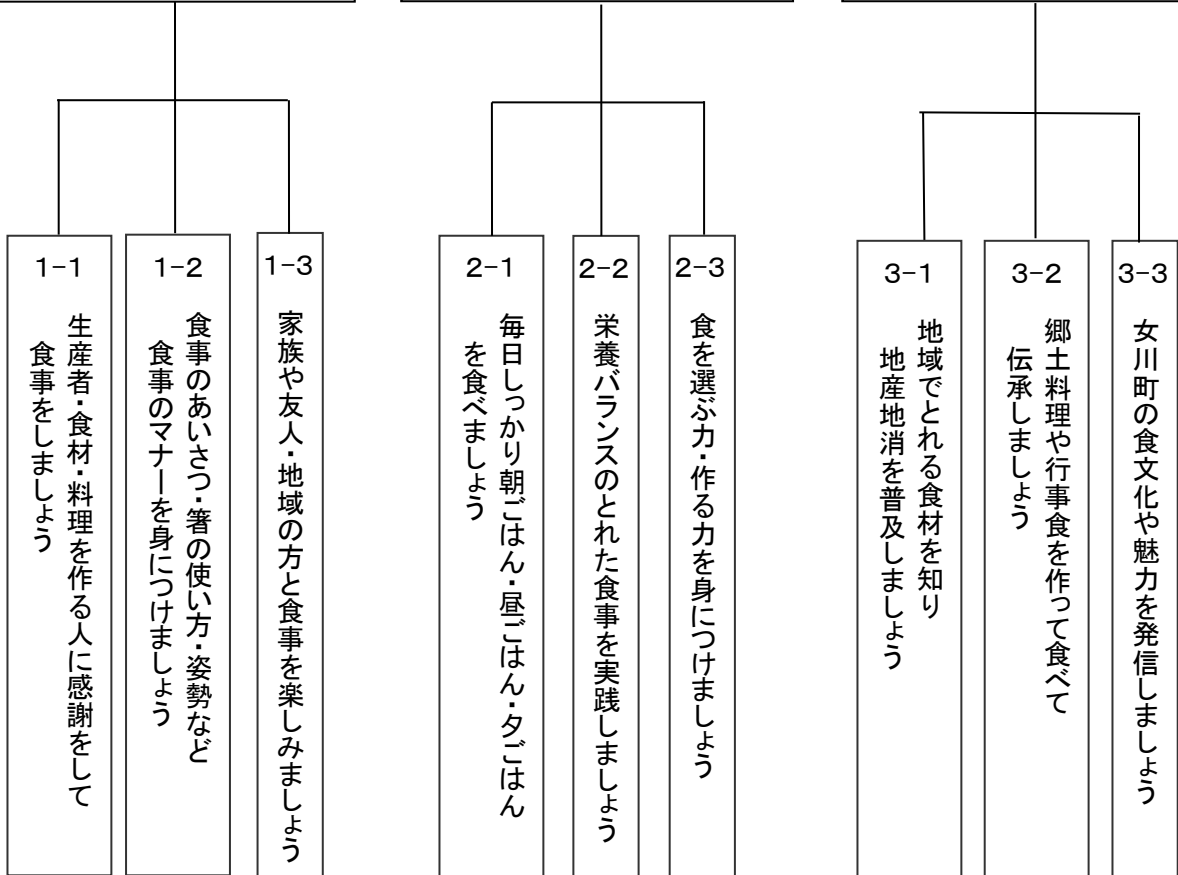 1-1
生産者・食材・料理を作る人に感謝をして
食事をしましょう
1-2
食事のあいさつ・箸の使い方・姿勢など
食事のマナーを身につけましょう
1-3
家族や友人・地域の方と食事を楽しみましょう
2-1
毎日しっかり朝ごはん・昼ごはん・夕ごはん
を食べましょう
2-2
栄養バランスのとれた食事を実践しましょう
2-3
食を選ぶ力・作る力を身につけましょう
3-1
地域でとれる食材を知り
地産地消を普及しましょう
3-2
郷土料理や行事食を作って食べて
伝承しましょう
3-3
女川町の食文化や魅力を発信しましょう